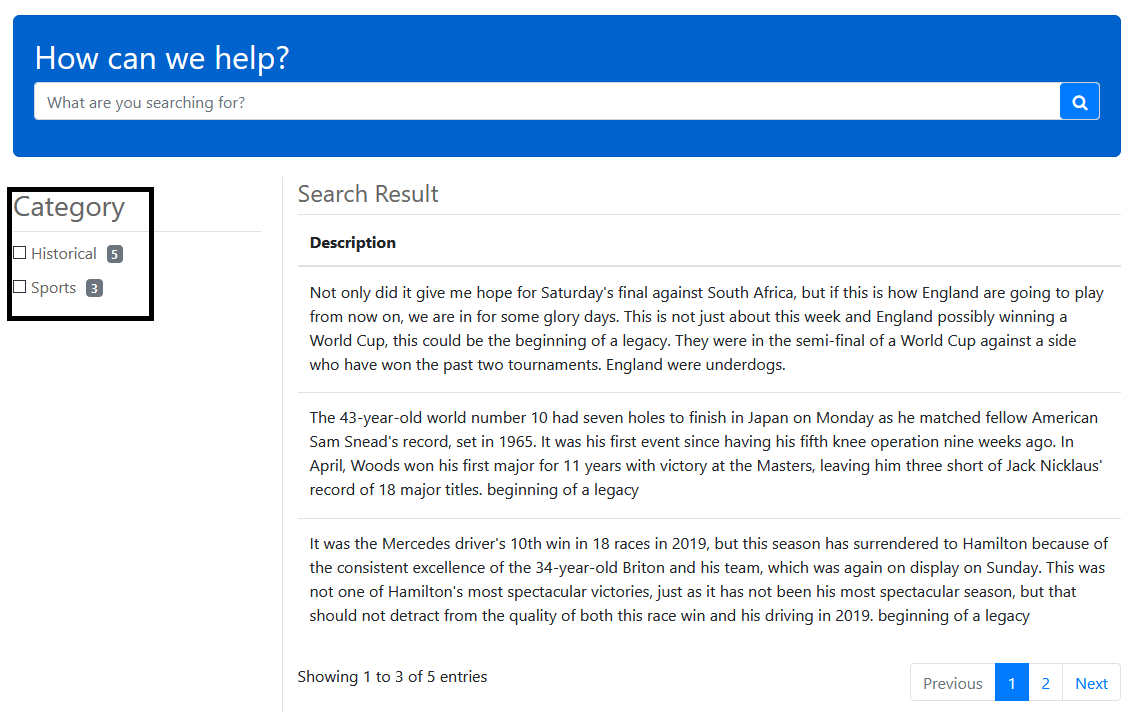 How can we help?
What are you searching for?
Category
Historical 5
Sports 3
Search Result
Description
Not only did it give me hope for Saturday's final against South Africa, but if this is how England are going to play
from now on, we are in for some glory days. This is not just about this week and England possibly winning a
World Cup, this could be the beginning of a legacy. They were in the semi-final of a World Cup against a side
who have won the past two tournaments. England were underdogs.
The 43-year-old world number 10 had seven holes to finish in Japan on Monday as he matched fellow American
Sam Snead's record, set in 1965. It was his first event since having his fifth knee operation nine weeks ago. In
April, Woods won his first major for 11 years with victory at the Masters, leaving him three short of Jack Nicklaus'
record of 18 major titles. beginning of a legacy
It was the Mercedes driver's 10th win in 18 races in 2019, but this season has surrendered to Hamilton because of
the consistent excellence of the 34-year-old Briton and his team, which was again on display on Sunday. This was
not one of Hamilton's most spectacular victories, just as it has not been his most spectacular season, but that
should not detract from the quality of both this race win and his driving in 2019. beginning of a legacy
Showing 1 to 3 of 5 entries
Previous 1 2 Next